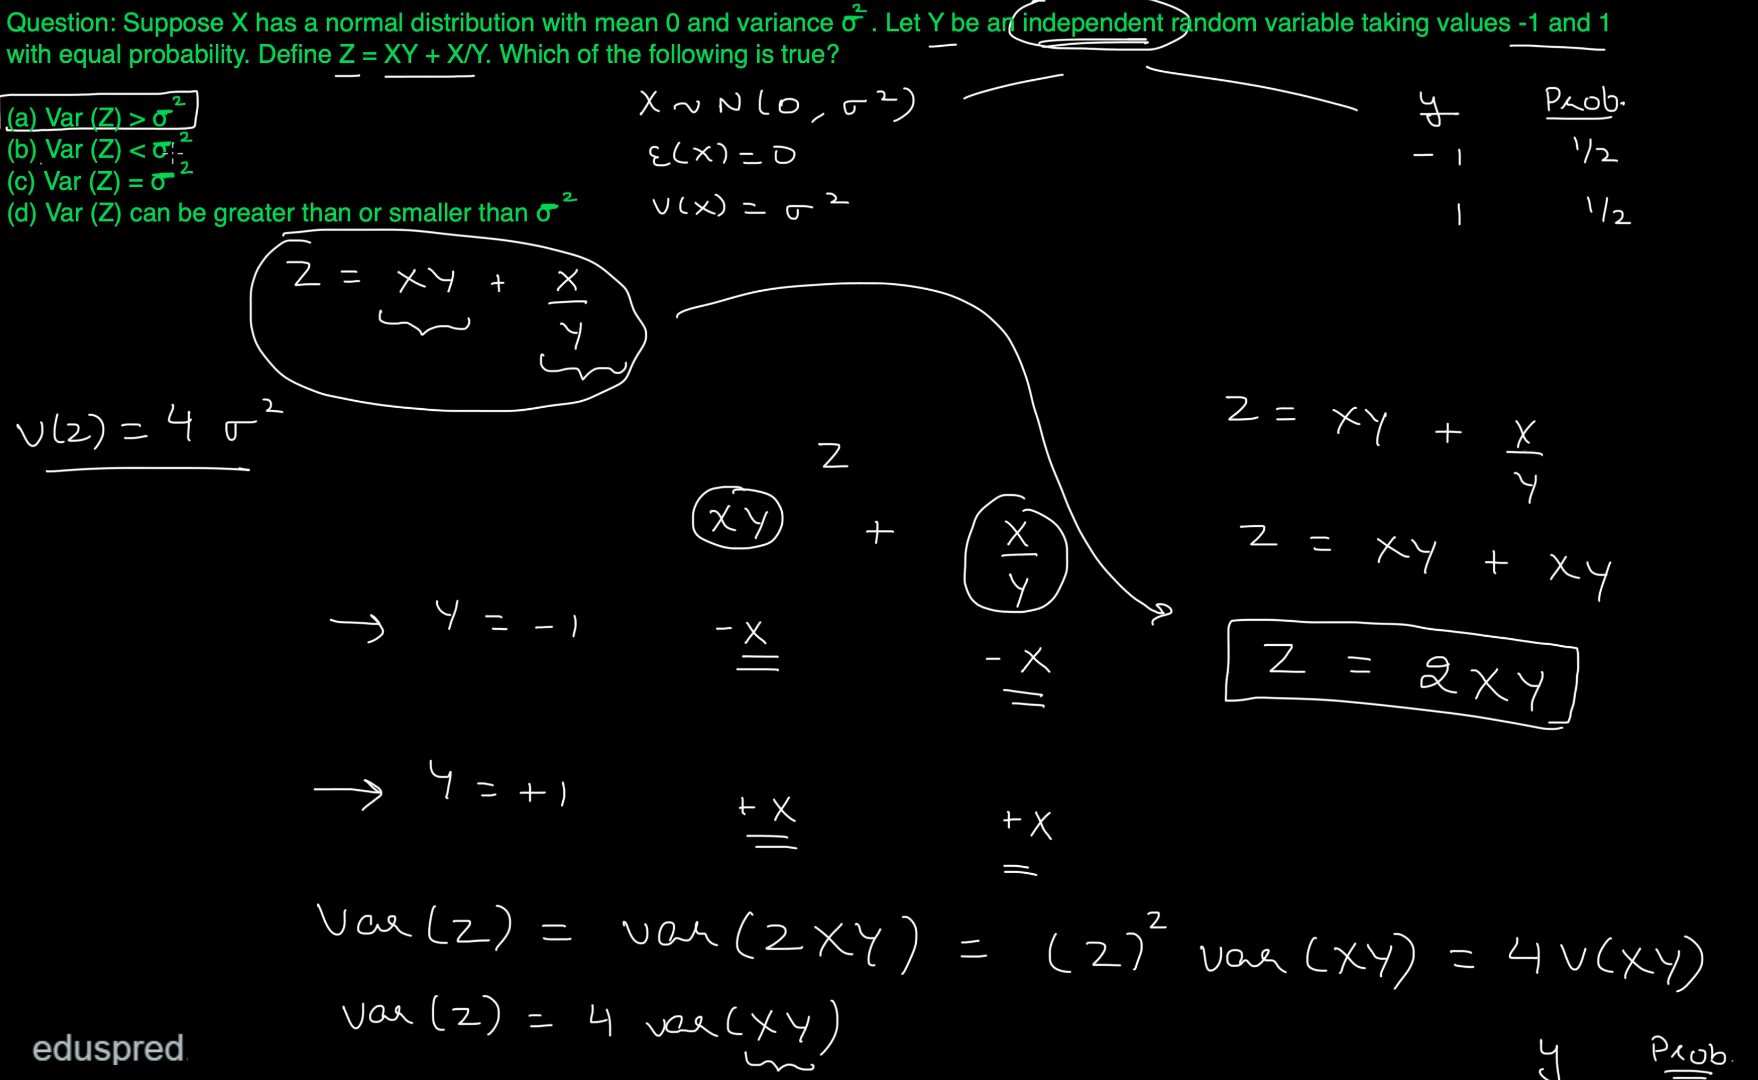 Question: Suppose X has a normal distribution with mean 0 and variance σ². Let Y be an independent random variable taking values -1 and 1
with equal probability. Define Z = XY + X/Y. Which of the following is true?
(a) Var (Z) > σ²
(b) Var (Z) < σ²
(c) Var (Z) = σ²
(d) Var (Z) can be greater than or smaller than σ²
X ~ N(0, σ²)
E(X) = 0
V(X) = σ²
y Prob.
-1 1/2
1 1/2
Z = XY + X/Y
V(Z) = 4 σ²
Z
XY + X/Y
→ Y = -1 -X -X
→ Y = +1 +X +X
Z = XY + X/Y
Z = XY + XY
Z = 2XY
Var(Z) = Var(2XY) = (2)² Var(XY) = 4V(XY)
Var(Z) = 4 Var(XY)
y Prob.
eduspred.